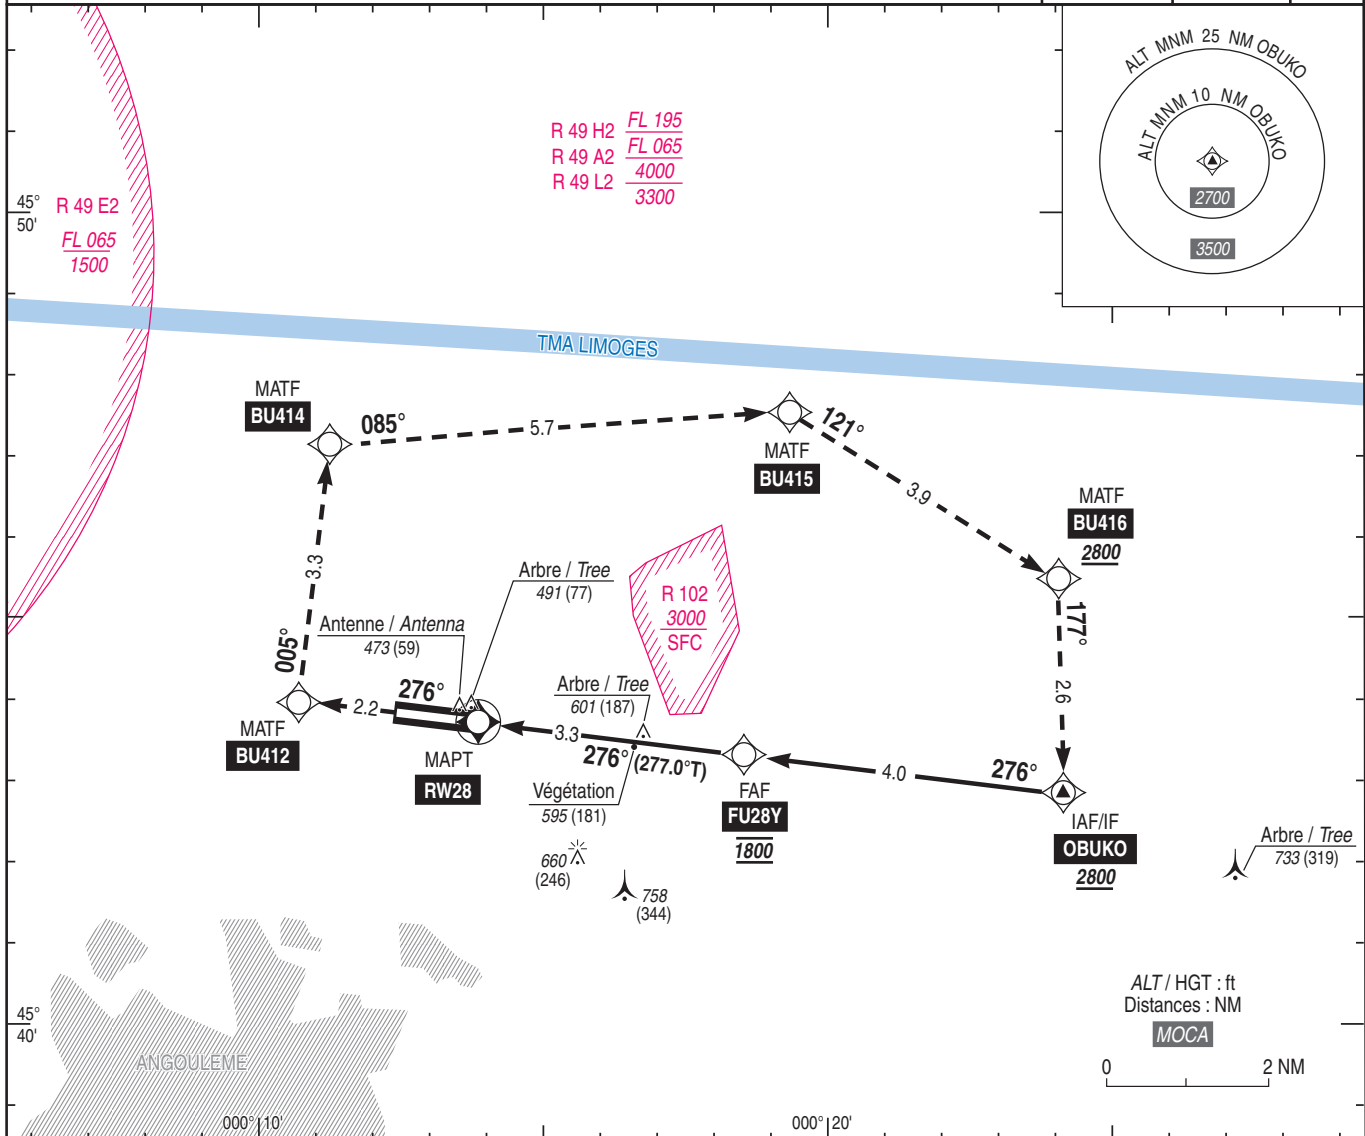 ALT MNM 25 NM OBUKO
ALT MNM 10 NM OBUKO
2700
3500
R 49 H2 FL 195
R 49 A2 FL 065
R 49 L2 4000
3300
45°
50'
R 49 E2
FL 065
1500
TMA LIMOGES
MATF
BU414
085°
5.7
121°
MATF
BU415
3.9
MATF
BU416
2800
177°
2.6
3.3
005°
R 102
3000
SFC
Arbre / Tree
491 (77)
Antenne / Antenna
473 (59)
Arbre / Tree
601 (187)
276°
2.2
MATF
BU412
MAPT
RW28
3.3
276° (277.0°T)
Végétation
595 (181)
FAF
FU28Y
1800
4.0
276°
IAF/IF
OBUKO
2800
Arbre / Tree
733 (319)
660
(246)
758
(344)
45°
40'
ANGOULEME
ALT / HGT : ft
Distances : NM
MOCA
0 2 NM
000° 10'
000° 20'